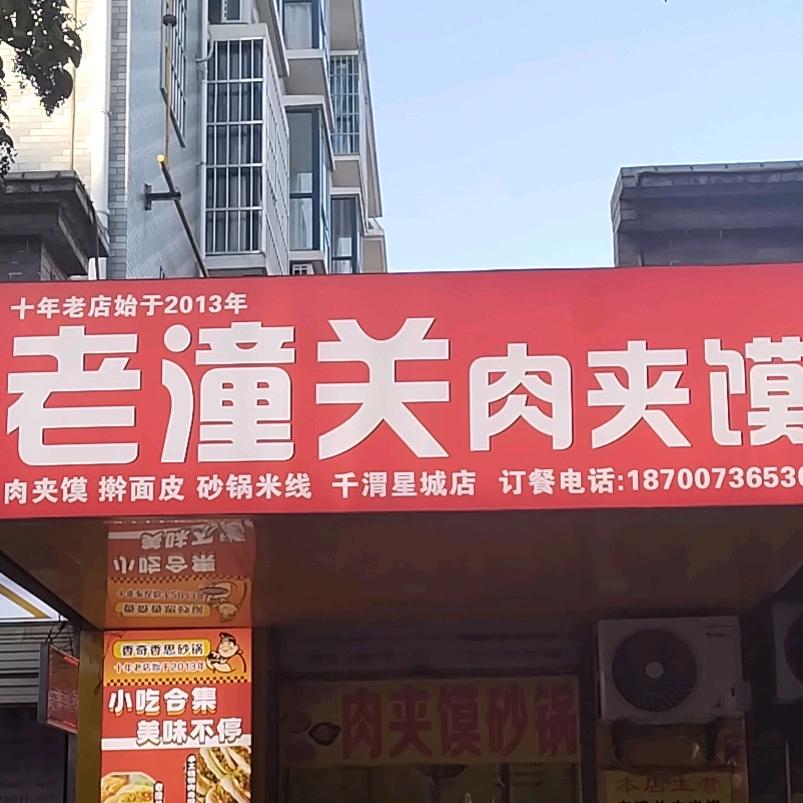 十年老店始于2013年
老潼关肉夹馍
肉夹馍 擀面皮 砂锅米线 千渭星城店 订餐电话:18700736530
香奇香思砂锅
十年老店始于2013年
小吃合集
美味不停
肉夹馍砂锅
本店主营